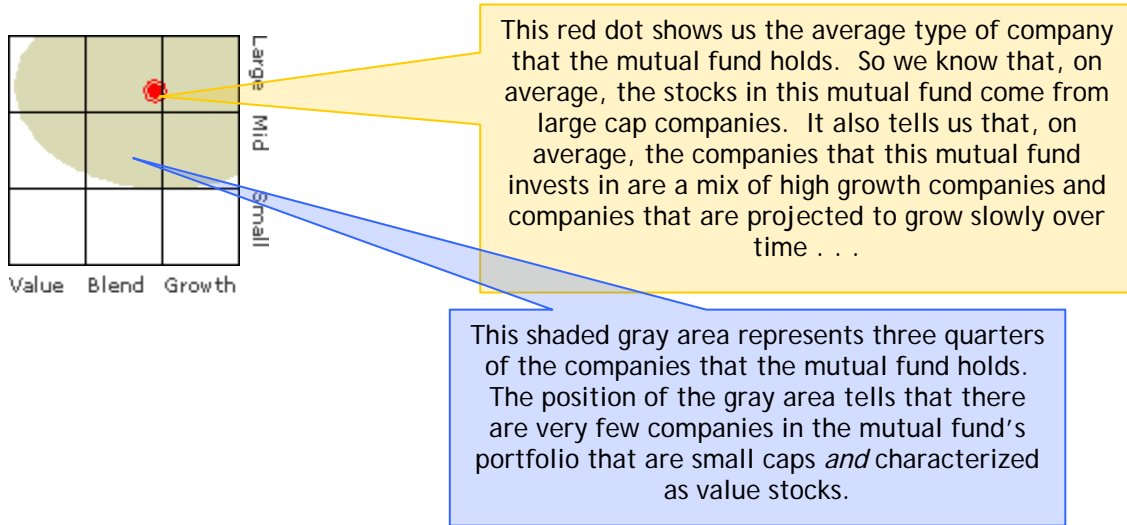 This red dot shows us the average type of company
that the mutual fund holds. So we know that, on
average, the stocks in this mutual fund come from
large cap companies. It also tells us that, on
average, the companies that this mutual fund
invests in are a mix of high growth companies and
companies that are projected to grow slowly over
time . . .
Large
Mid
Small
Value Blend Growth
This shaded gray area represents three quarters
of the companies that the mutual fund holds.
The position of the gray area tells that there
are very few companies in the mutual fund’s
portfolio that are small caps and characterized
as value stocks.